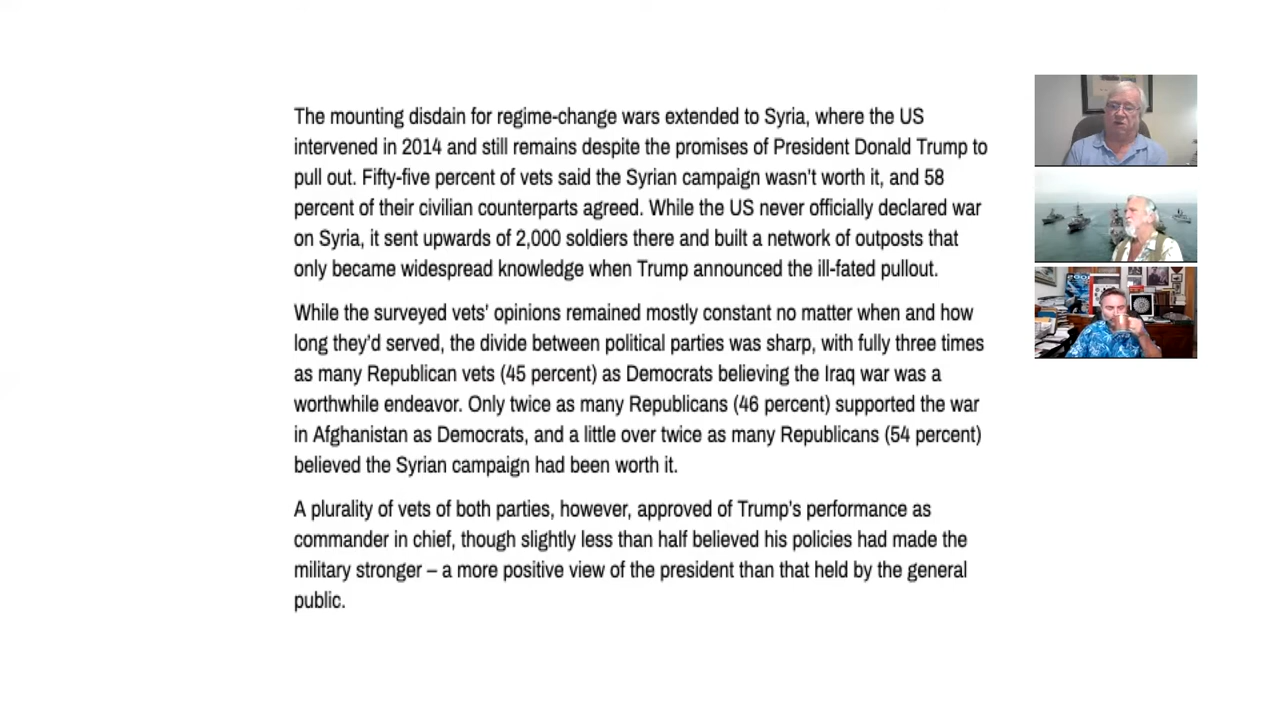 The mounting disdain for regime-change wars extended to Syria, where the US
intervened in 2014 and still remains despite the promises of President Donald Trump to
pull out. Fifty-five percent of vets said the Syrian campaign wasn't worth it, and 58
percent of their civilian counterparts agreed. While the US never officially declared war
on Syria, it sent upwards of 2,000 soldiers there and built a network of outposts that
only became widespread knowledge when Trump announced the ill-fated pullout.
While the surveyed vets' opinions remained mostly constant no matter when and how
long they'd served, the divide between political parties was sharp, with fully three times
as many Republican vets (45 percent) as Democrats believing the Iraq war was a
worthwhile endeavor. Only twice as many Republicans (46 percent) supported the war
in Afghanistan as Democrats, and a little over twice as many Republicans (54 percent)
believed the Syrian campaign had been worth it.
A plurality of vets of both parties, however, approved of Trump's performance as
commander in chief, though slightly less than half believed his policies had made the
military stronger – a more positive view of the president than that held by the general
public.